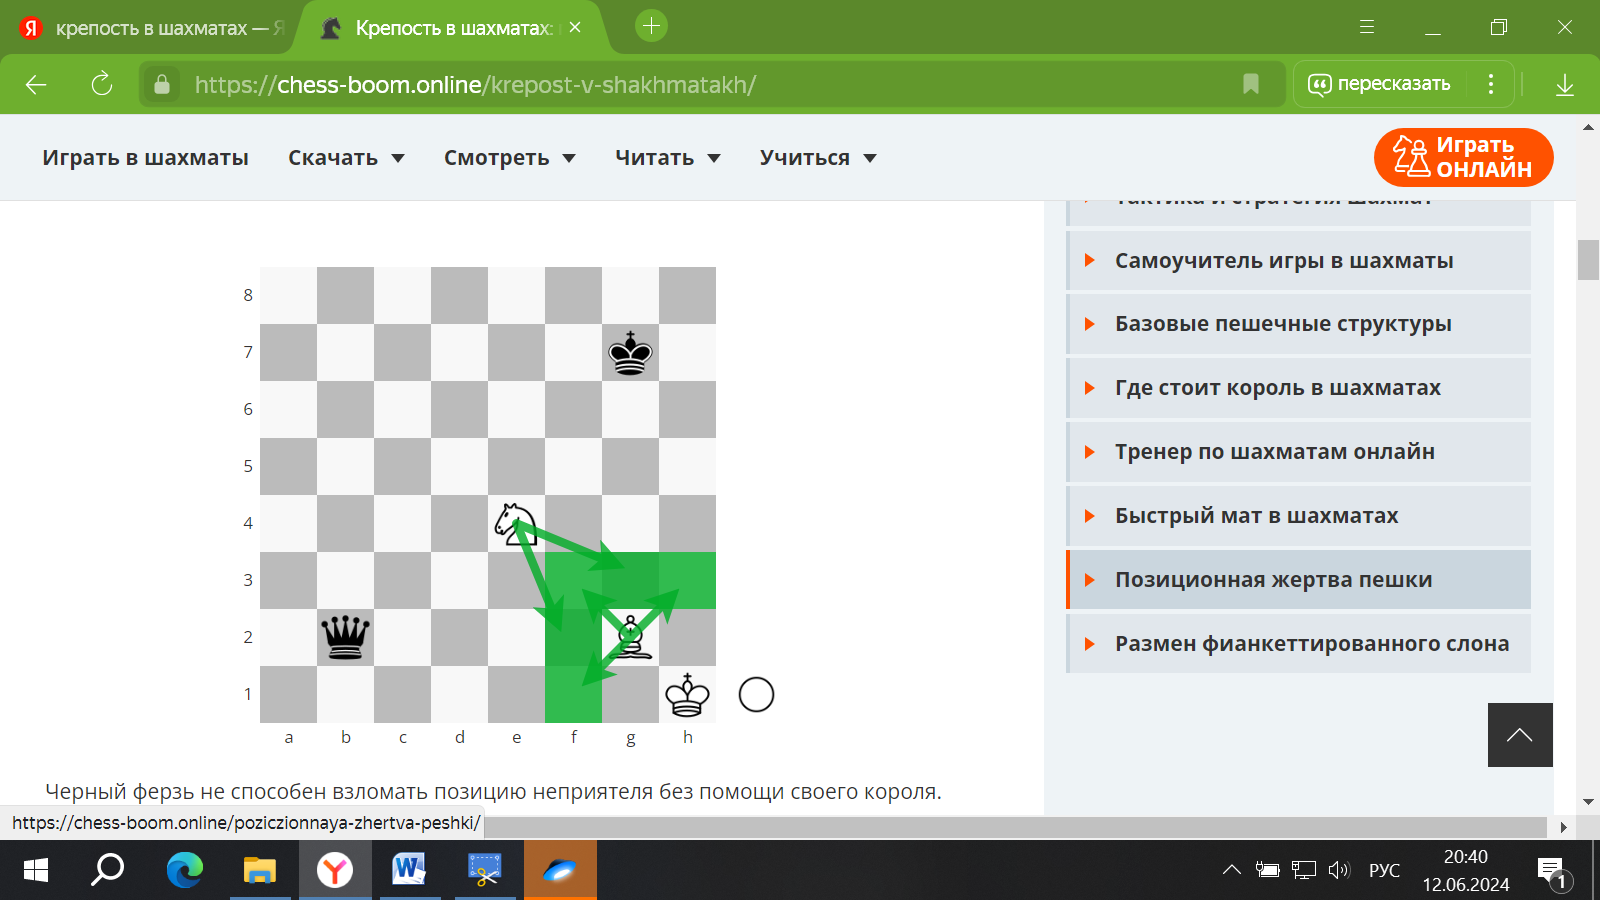 Я крепость в шахматах — Я
Крепость в шахматах:
https://chess-boom.online/krepost-v-shakhmatakh/
пересказать
Играть в шахматы
Скачать
Смотреть
Читать
Учиться
Играть
ОНЛАЙН
Тактика и стратегия шахмат
Самоучитель игры в шахматы
Базовые пешечные структуры
Где стоит король в шахматах
Тренер по шахматам онлайн
Быстрый мат в шахматах
Позиционная жертва пешки
Размен фианкеттированного слона
8
7
6
5
4
3
2
1
a b c d e f g h
Черный ферзь не способен взломать позицию неприятеля без помощи своего короля.
https://chess-boom.online/poziczionnaya-zhertva-peshki/
РУС
20:40
12.06.2024
1